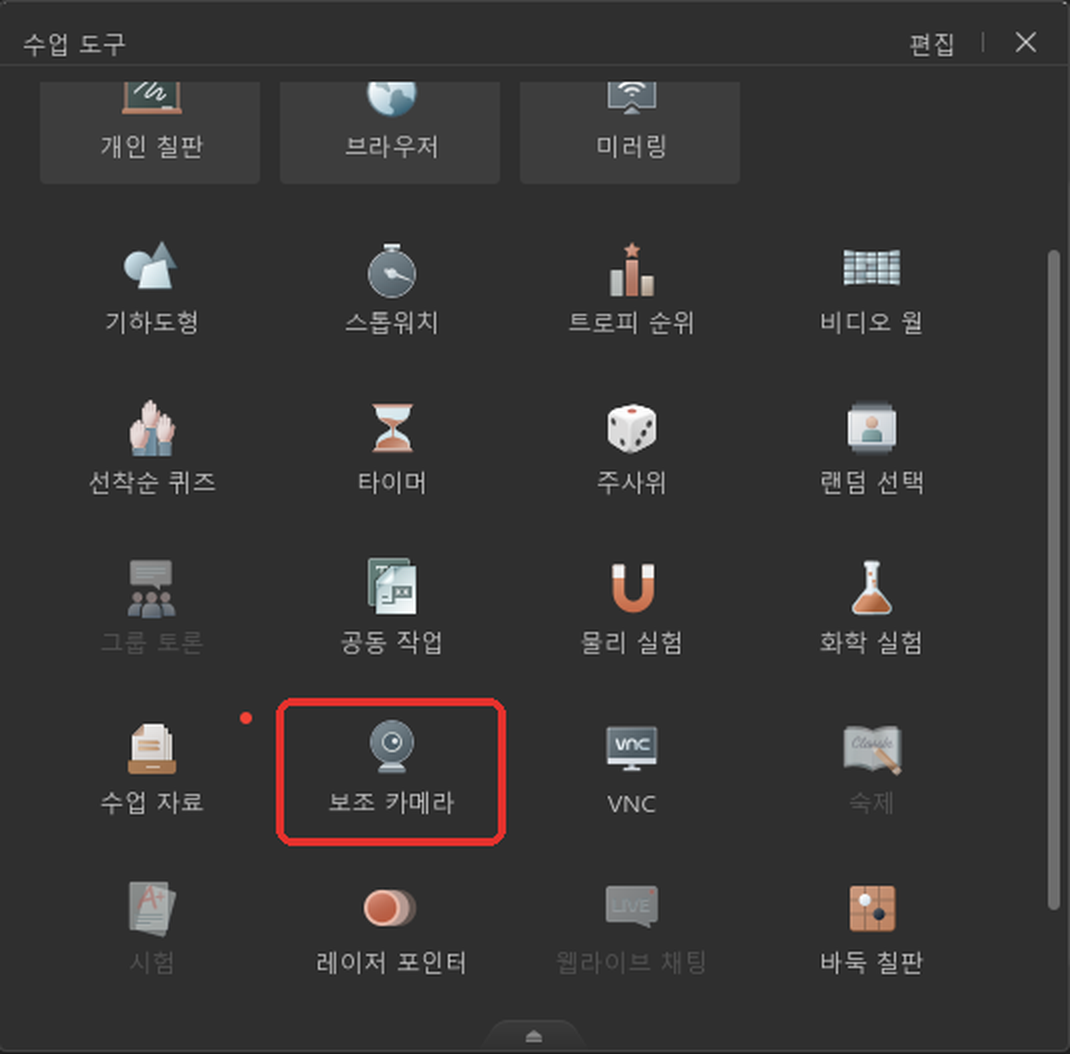 수업 도구
편집
개인 칠판
브라우저
미러링
기하도형
스톱워치
트로피 순위
비디오 월
선착순 퀴즈
타이머
주사위
랜덤 선택
그룹 토론
공동 작업
물리 실험
화학 실험
수업 자료
보조 카메라
VNC
VNC
Classin
숙제
A+
시험
레이저 포인터
LIVE
웹라이브 채팅
바둑 칠판